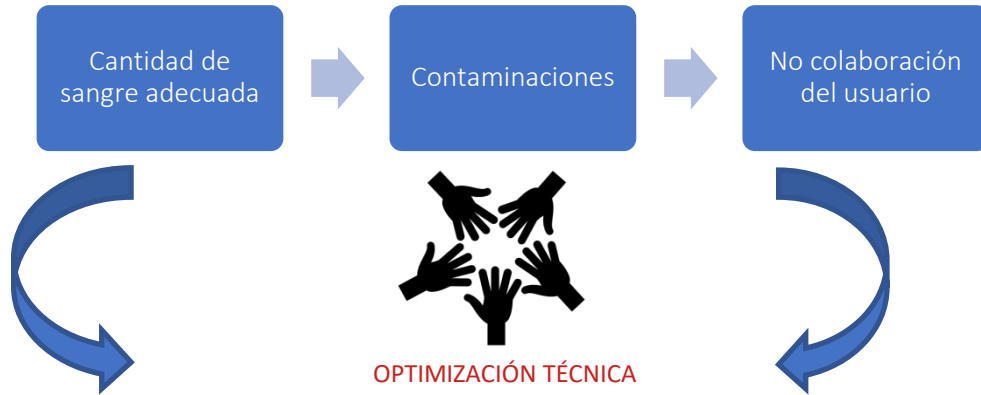 Cantidad de
sangre adecuada
Contaminaciones
No colaboración
del usuario
OPTIMIZACIÓN TÉCNICA